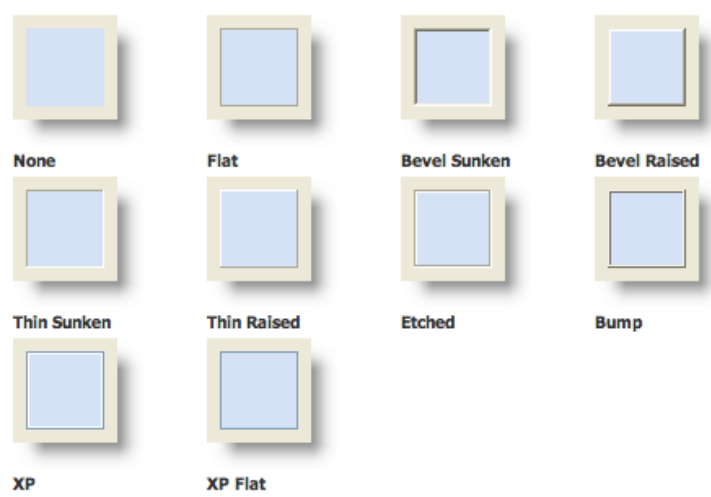 None
Flat
Bevel Sunken
Bevel Raised
Thin Sunken
Thin Raised
Etched
Bump
XP
XP Flat